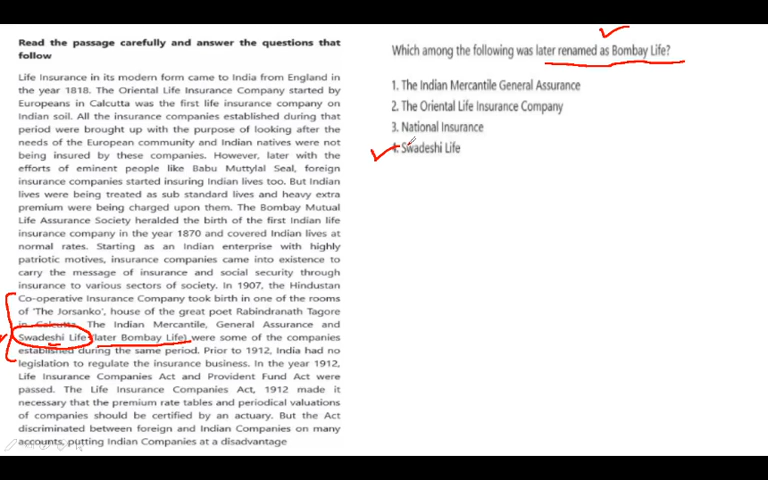 Read the passage carefully and answer the questions that
follow
Life Insurance in its modern form came to India from England in
the year 1818. The Oriental Life Insurance Company started by
Europeans in Calcutta was the first life insurance company on
Indian soil. All the insurance companies established during that
period were brought up with the purpose of looking after the
needs of the European community and Indian natives were not
being insured by these companies. However, later with the
efforts of eminent people like Babu Muttylal Seal, foreign
insurance companies started insuring Indian lives too. But Indian
lives were being treated as sub standard lives and heavy extra
premium were being charged upon them. The Bombay Mutual
Life Assurance Society heralded the birth of the first Indian life
insurance company in the year 1870 and covered Indian lives at
normal rates. Starting as an Indian enterprise with highly
patriotic motives, insurance companies came into existence to
carry the message of insurance and social security through
insurance to various sectors of society. In 1907, the Hindustan
Co-operative Insurance Company took birth in one of the rooms
of 'The Jorsanko', house of the great poet Rabindranath Tagore
in Calcutta. The Indian Mercantile, General Assurance and
Swadeshi Life (later Bombay Life) were some of the companies
established during the same period. Prior to 1912, India had no
legislation to regulate the insurance business. In the year 1912,
Life Insurance Companies Act and Provident Fund Act were
passed. The Life Insurance Companies Act, 1912 made it
necessary that the premium rate tables and periodical valuations
of companies should be certified by an actuary. But the Act
discriminated between foreign and Indian Companies on many
accounts, putting Indian Companies at a disadvantage
Which among the following was later renamed as Bombay Life?
1. The Indian Mercantile General Assurance
2. The Oriental Life Insurance Company
3. National Insurance
4. Swadeshi Life